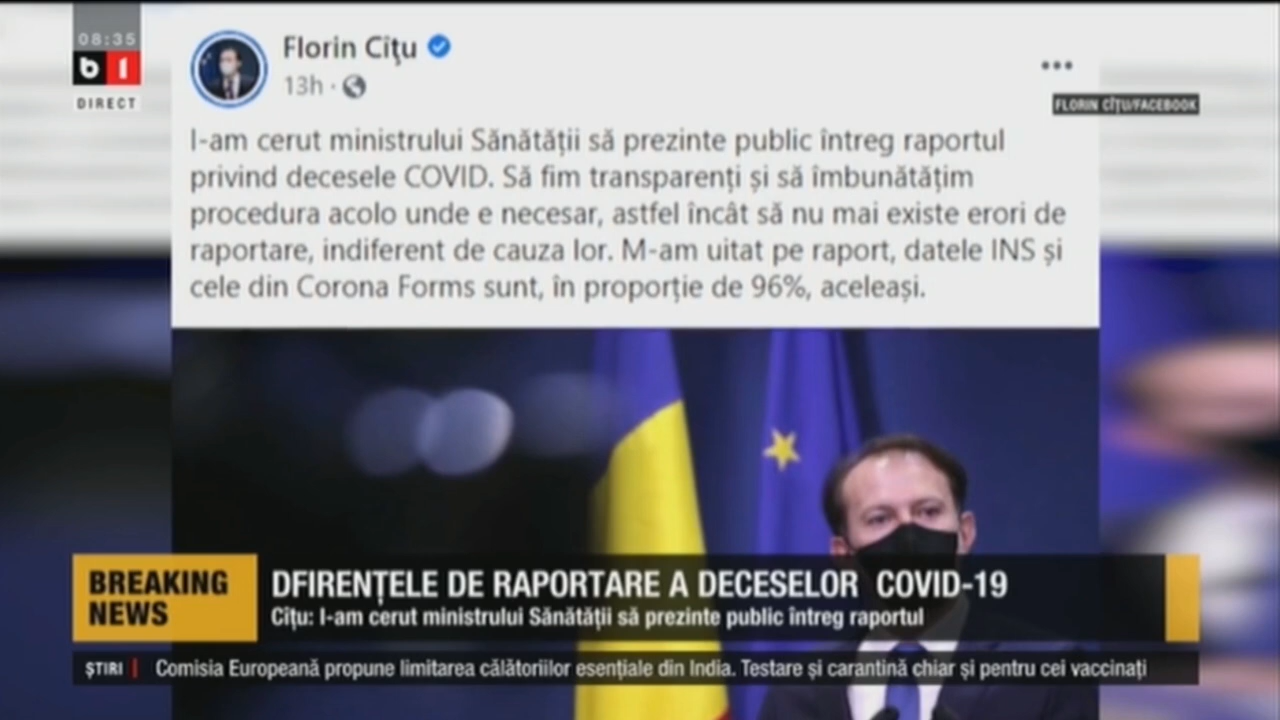 08:35
b 1
DIRECT
Florin Cîţu
13h
FLORIN CÎŢU/FACEBOOK
I-am cerut ministrului Sănătății să prezinte public întreg raportul
privind decesele COVID. Să fim transparenți și să îmbunătățim
procedura acolo unde e necesar, astfel încât să nu mai existe erori de
raportare, indiferent de cauza lor. M-am uitat pe raport, datele INS și
cele din Corona Forms sunt, în proporție de 96%, aceleași.
BREAKING
NEWS
DFIRENȚELE DE RAPORTARE A DECESELOR COVID-19
Cîțu: I-am cerut ministrului Sănătății să prezinte public întreg raportul
ȘTIRI
Comisia Europeană propune limitarea călătoriilor esențiale din India. Testare și carantină chiar și pentru cei vaccinați